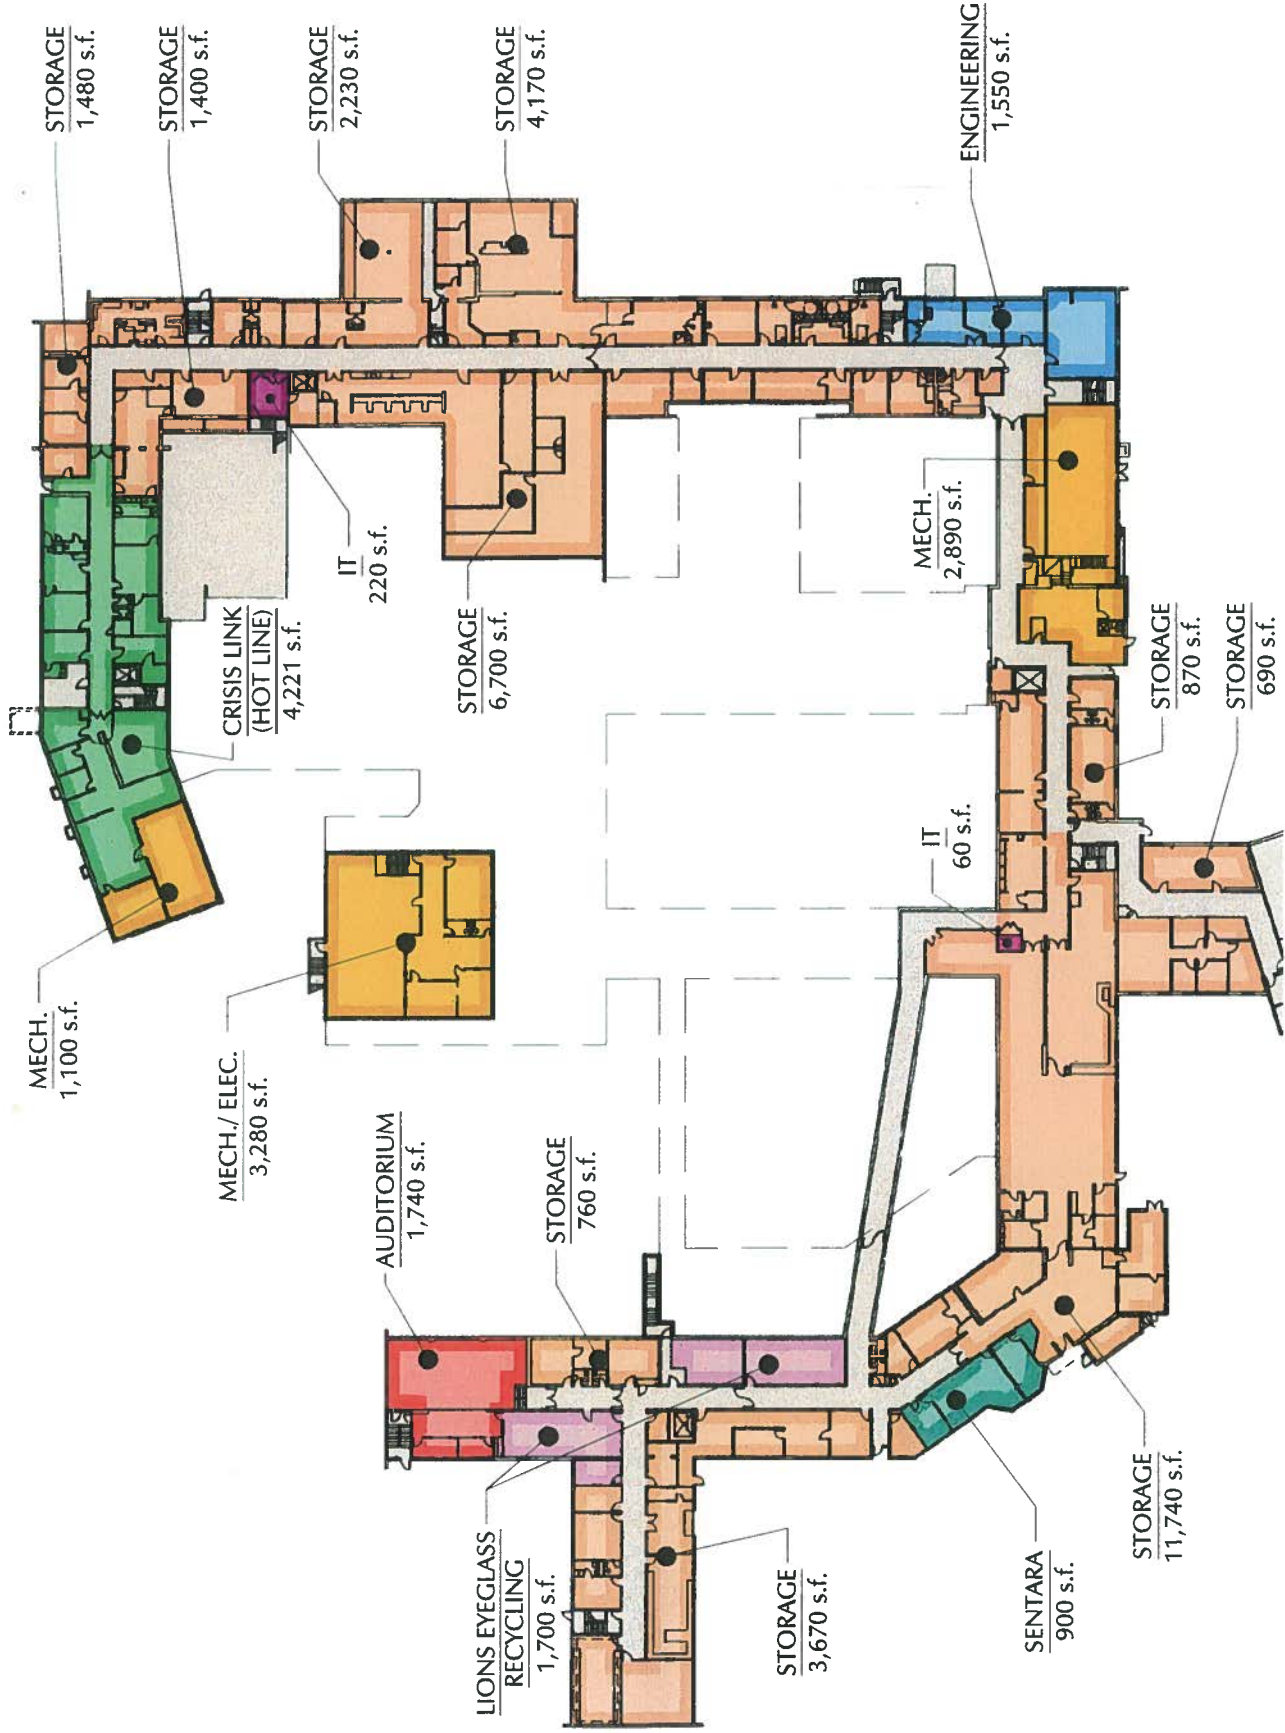 STORAGE
1,480 s.f.
STORAGE
1,400 s.f.
STORAGE
2,230 s.f.
STORAGE
4,170 s.f.
ENGINEERING
1,550 s.f.
IT
220 s.f.
CRISIS LINK
(HOT LINE)
4,221 s.f.
STORAGE
6,700 s.f.
MECH.
2,890 s.f.
STORAGE
870 s.f.
STORAGE
690 s.f.
IT
60 s.f.
MECH.
1,100 s.f.
MECH./ ELEC.
3,280 s.f.
AUDITORIUM
1,740 s.f.
STORAGE
760 s.f.
LIONS EYEGLASS
RECYCLING
1,700 s.f.
STORAGE
3,670 s.f.
SENTARA
900 s.f.
STORAGE
11,740 s.f.